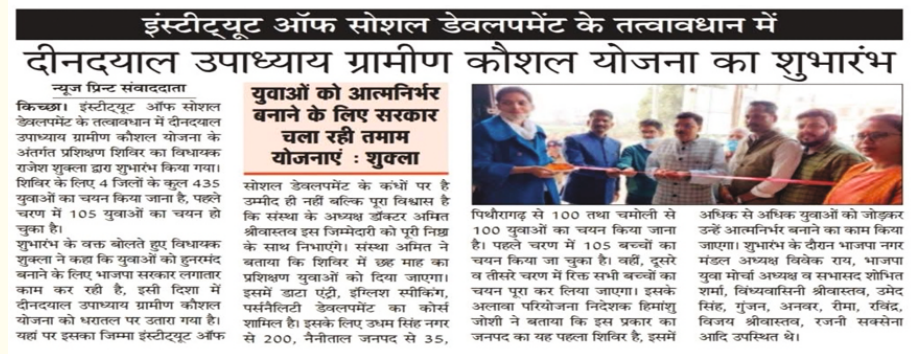 इंस्टीट्यूट ऑफ सोशल डेवलपमेंट के तत्वावधान में
दीनदयाल उपाध्याय ग्रामीण कौशल योजना का शुभारंभ
न्यूज प्रिन्ट संवाददाता
किच्छा। इंस्टीट्यूट ऑफ सोशल
डेवलपमेंट के तत्वावधान में दीनदयाल
उपाध्याय ग्रामीण कौशल योजना के
अंतर्गत प्रशिक्षण शिविर का विधायक
राजेश शुक्ला द्वारा शुभारंभ किया गया।
शिविर के लिए 4 जिलों के कुल 435
युवाओं का चयन किया जाना है, पहले
चरण में 105 युवाओं का चयन हो
चुका है।
शुभारंभ के वक्त बोलते हुए विधायक
शुक्ला ने कहा कि युवाओं को हुनरमंद
बनाने के लिए भाजपा सरकार लगातार
काम कर रही है, इसी दिशा में
दीनदयाल उपाध्याय ग्रामीण कौशल
योजना को धरातल पर उतारा गया है।
यहां पर इसका जिम्मा इंस्टीट्यूट ऑफ
युवाओं को आत्मनिर्भर
बनाने के लिए सरकार
चला रही तमाम
योजनाएं : शुक्ला
सोशल डेवलपमेंट के कंधों पर है
उम्मीद ही नहीं बल्कि पूरा विश्वास है
कि संस्था के अध्यक्ष डॉक्टर अमित
श्रीवास्तव इस जिम्मेदारी को पूरी निष्ठ
के साथ निभाएंगे। संस्था अमित ने
बताया कि शिविर में छह माह का
प्रशिक्षण युवाओं को दिया जाएगा।
इसमें डाटा एंट्री, इंग्लिश स्पीकिंग,
पर्सनैलिटी डेवलपमेंट का कोर्स
शामिल है। इसके लिए उधम सिंह नगर
से 200, नैनीताल जनपद से 35,
पिथौरागढ़ से 100 तथा चमोली से
100 युवाओं का चयन किया जाना
है। पहले चरण में 105 बच्चों का
चयन किया जा चुका है। वहीं, दूसरे
व तीसरे चरण में रिक्त सभी बच्चों का
चयन पूरा कर लिया जाएगा। इसके
अलावा परियोजना निदेशक हिमांशु
जोशी ने बताया कि इस प्रकार का
जनपद का यह पहला शिविर है, इसमें
अधिक से अधिक युवाओं को जोड़कर
उन्हें आत्मनिर्भर बनाने का काम किया
जाएगा। शुभारंभ के दौरान भाजपा नगर
मंडल अध्यक्ष विवेक राय, भाजपा
युवा मोर्चा अध्यक्ष व सभासद शोभित
शर्मा, विंध्यवासिनी श्रीवास्तव, उमेद
सिंह, गुंजन, अनवर, रीमा, रविंद्र,
विजय श्रीवास्तव, रजनी सक्सेना
आदि उपस्थित थे।